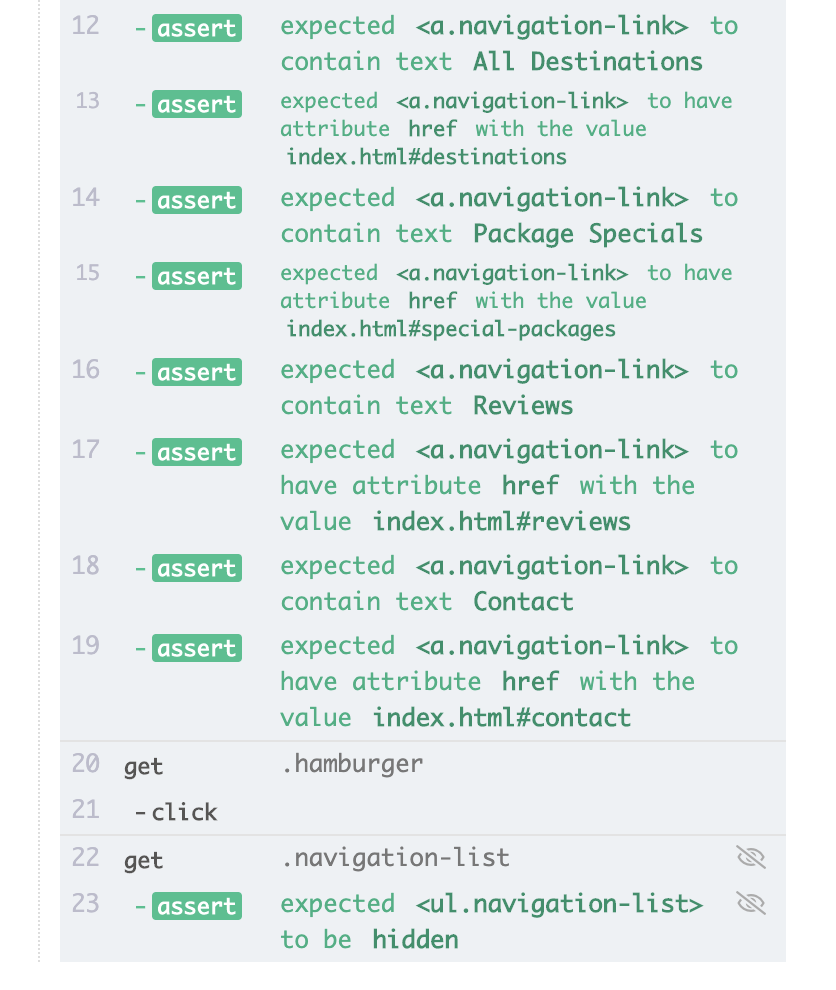 12 -assert expected <a.navigation-link> to
contain text All Destinations
13 -assert expected <a.navigation-link> to have
attribute href with the value
index.html#destinations
14 -assert expected <a.navigation-link> to
contain text Package Specials
15 -assert expected <a.navigation-link> to have
attribute href with the value
index.html#special-packages
16 -assert expected <a.navigation-link> to
contain text Reviews
17 -assert expected <a.navigation-link> to
have attribute href with the
value index.html#reviews
18 -assert expected <a.navigation-link> to
contain text Contact
19 -assert expected <a.navigation-link> to
have attribute href with the
value index.html#contact
20 get .hamburger
21 -click
22 get .navigation-list
23 -assert expected <ul.navigation-list>
to be hidden